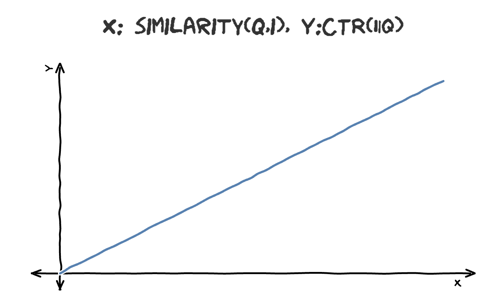 X: SIMILARITY(Q,I), Y:CTR(I|Q)
Y
X